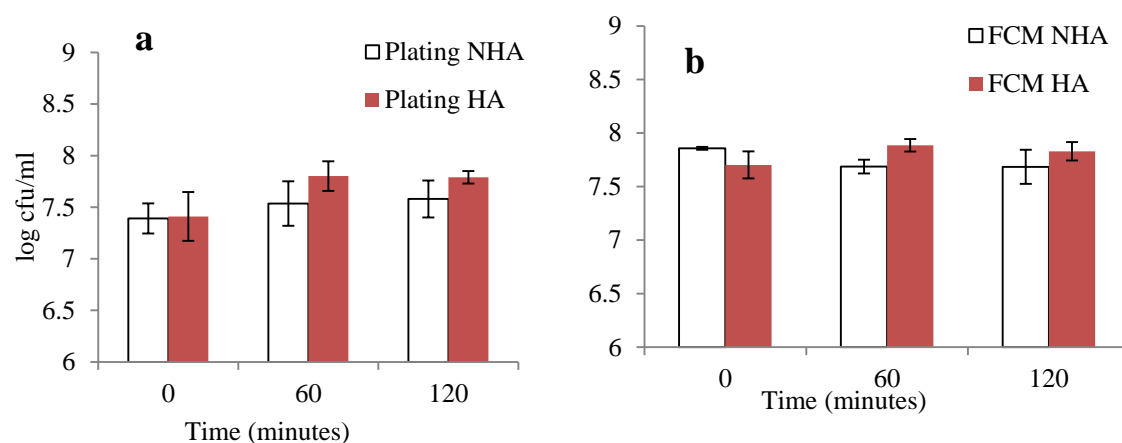 a
Plating NHA
Plating HA
log cfu/ml
9
8.5
8
7.5
7
6.5
6
0 60 120
Time (minutes)
b
FCM NHA
FCM HA
9
8.5
8
7.5
7
6.5
6
0 60 120
Time (minutes)